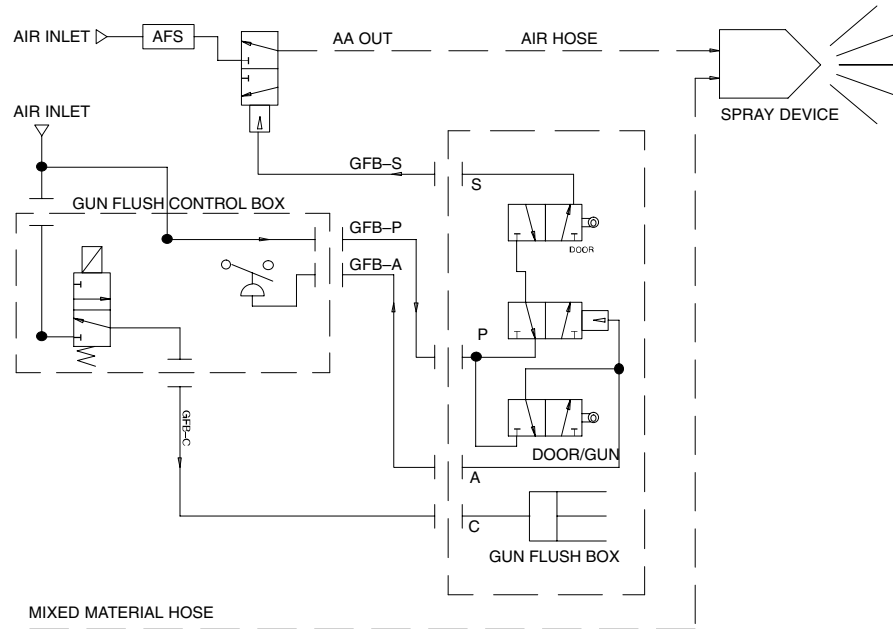 AIR INLET
AFS
AA OUT
AIR HOSE
SPRAY DEVICE
AIR INLET
GFB–S
S
GUN FLUSH CONTROL BOX
GFB–P
GFB–A
DOOR
P
GFB–C
DOOR/GUN
A
C
GUN FLUSH BOX
MIXED MATERIAL HOSE